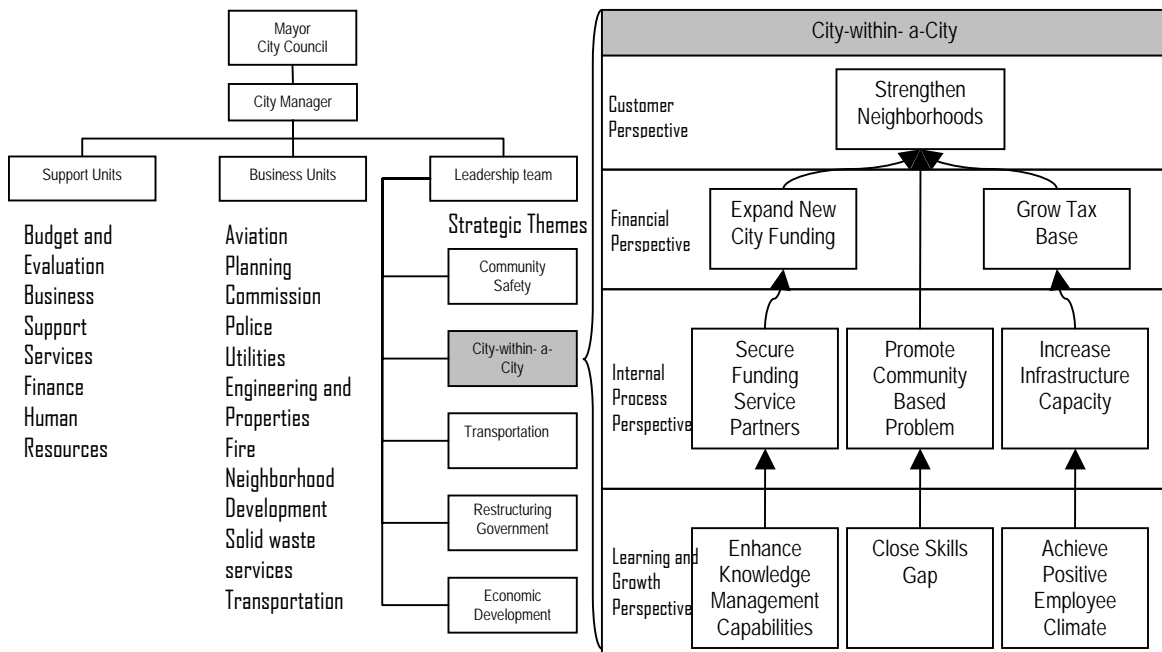 Mayor
City Council
City Manager
Support Units
Business Units
Leadership team
Budget and
Evaluation
Business
Support
Services
Finance
Human
Resources
Aviation
Planning
Commission
Police
Utilities
Engineering and
Properties
Fire
Neighborhood
Development
Solid waste
services
Transportation
Strategic Themes
Community
Safety
City-within- a-
City
Transportation
Restructuring
Government
Economic
Development
City-within- a-City
Customer
Perspective
Strengthen
Neighborhoods
Financial
Perspective
Expand New
City Funding
Grow Tax
Base
Internal
Process
Perspective
Secure
Funding
Service
Partners
Promote
Community
Based
Problem
Increase
Infrastructure
Capacity
Learning and
Growth
Perspective
Enhance
Knowledge
Management
Capabilities
Close Skills
Gap
Achieve
Positive
Employee
Climate